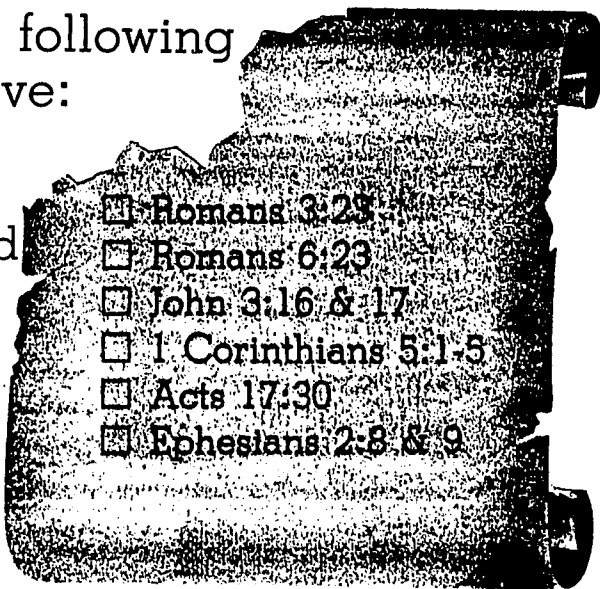 following
ve:
☐ Romans 3:23
d
☐ Romans 6:23
☐ John 3:16 & 17
☐ 1 Corinthians 5:1-5
☐ Acts 17:30
☐ Ephesians 2:8 & 9